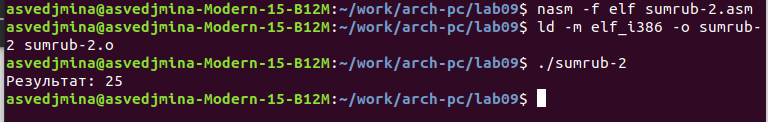 asvedjmina@asvedjmina-Modern-15-B12M:~/work/arch-pc/lab09$ nasm -f elf sumrub-2.asm
asvedjmina@asvedjmina-Modern-15-B12M:~/work/arch-pc/lab09$ ld -m elf_i386 -o sumrub-
2 sumrub-2.o
asvedjmina@asvedjmina-Modern-15-B12M:~/work/arch-pc/lab09$ ./sumrub-2
Результат: 25
asvedjmina@asvedjmina-Modern-15-B12M:~/work/arch-pc/lab09$